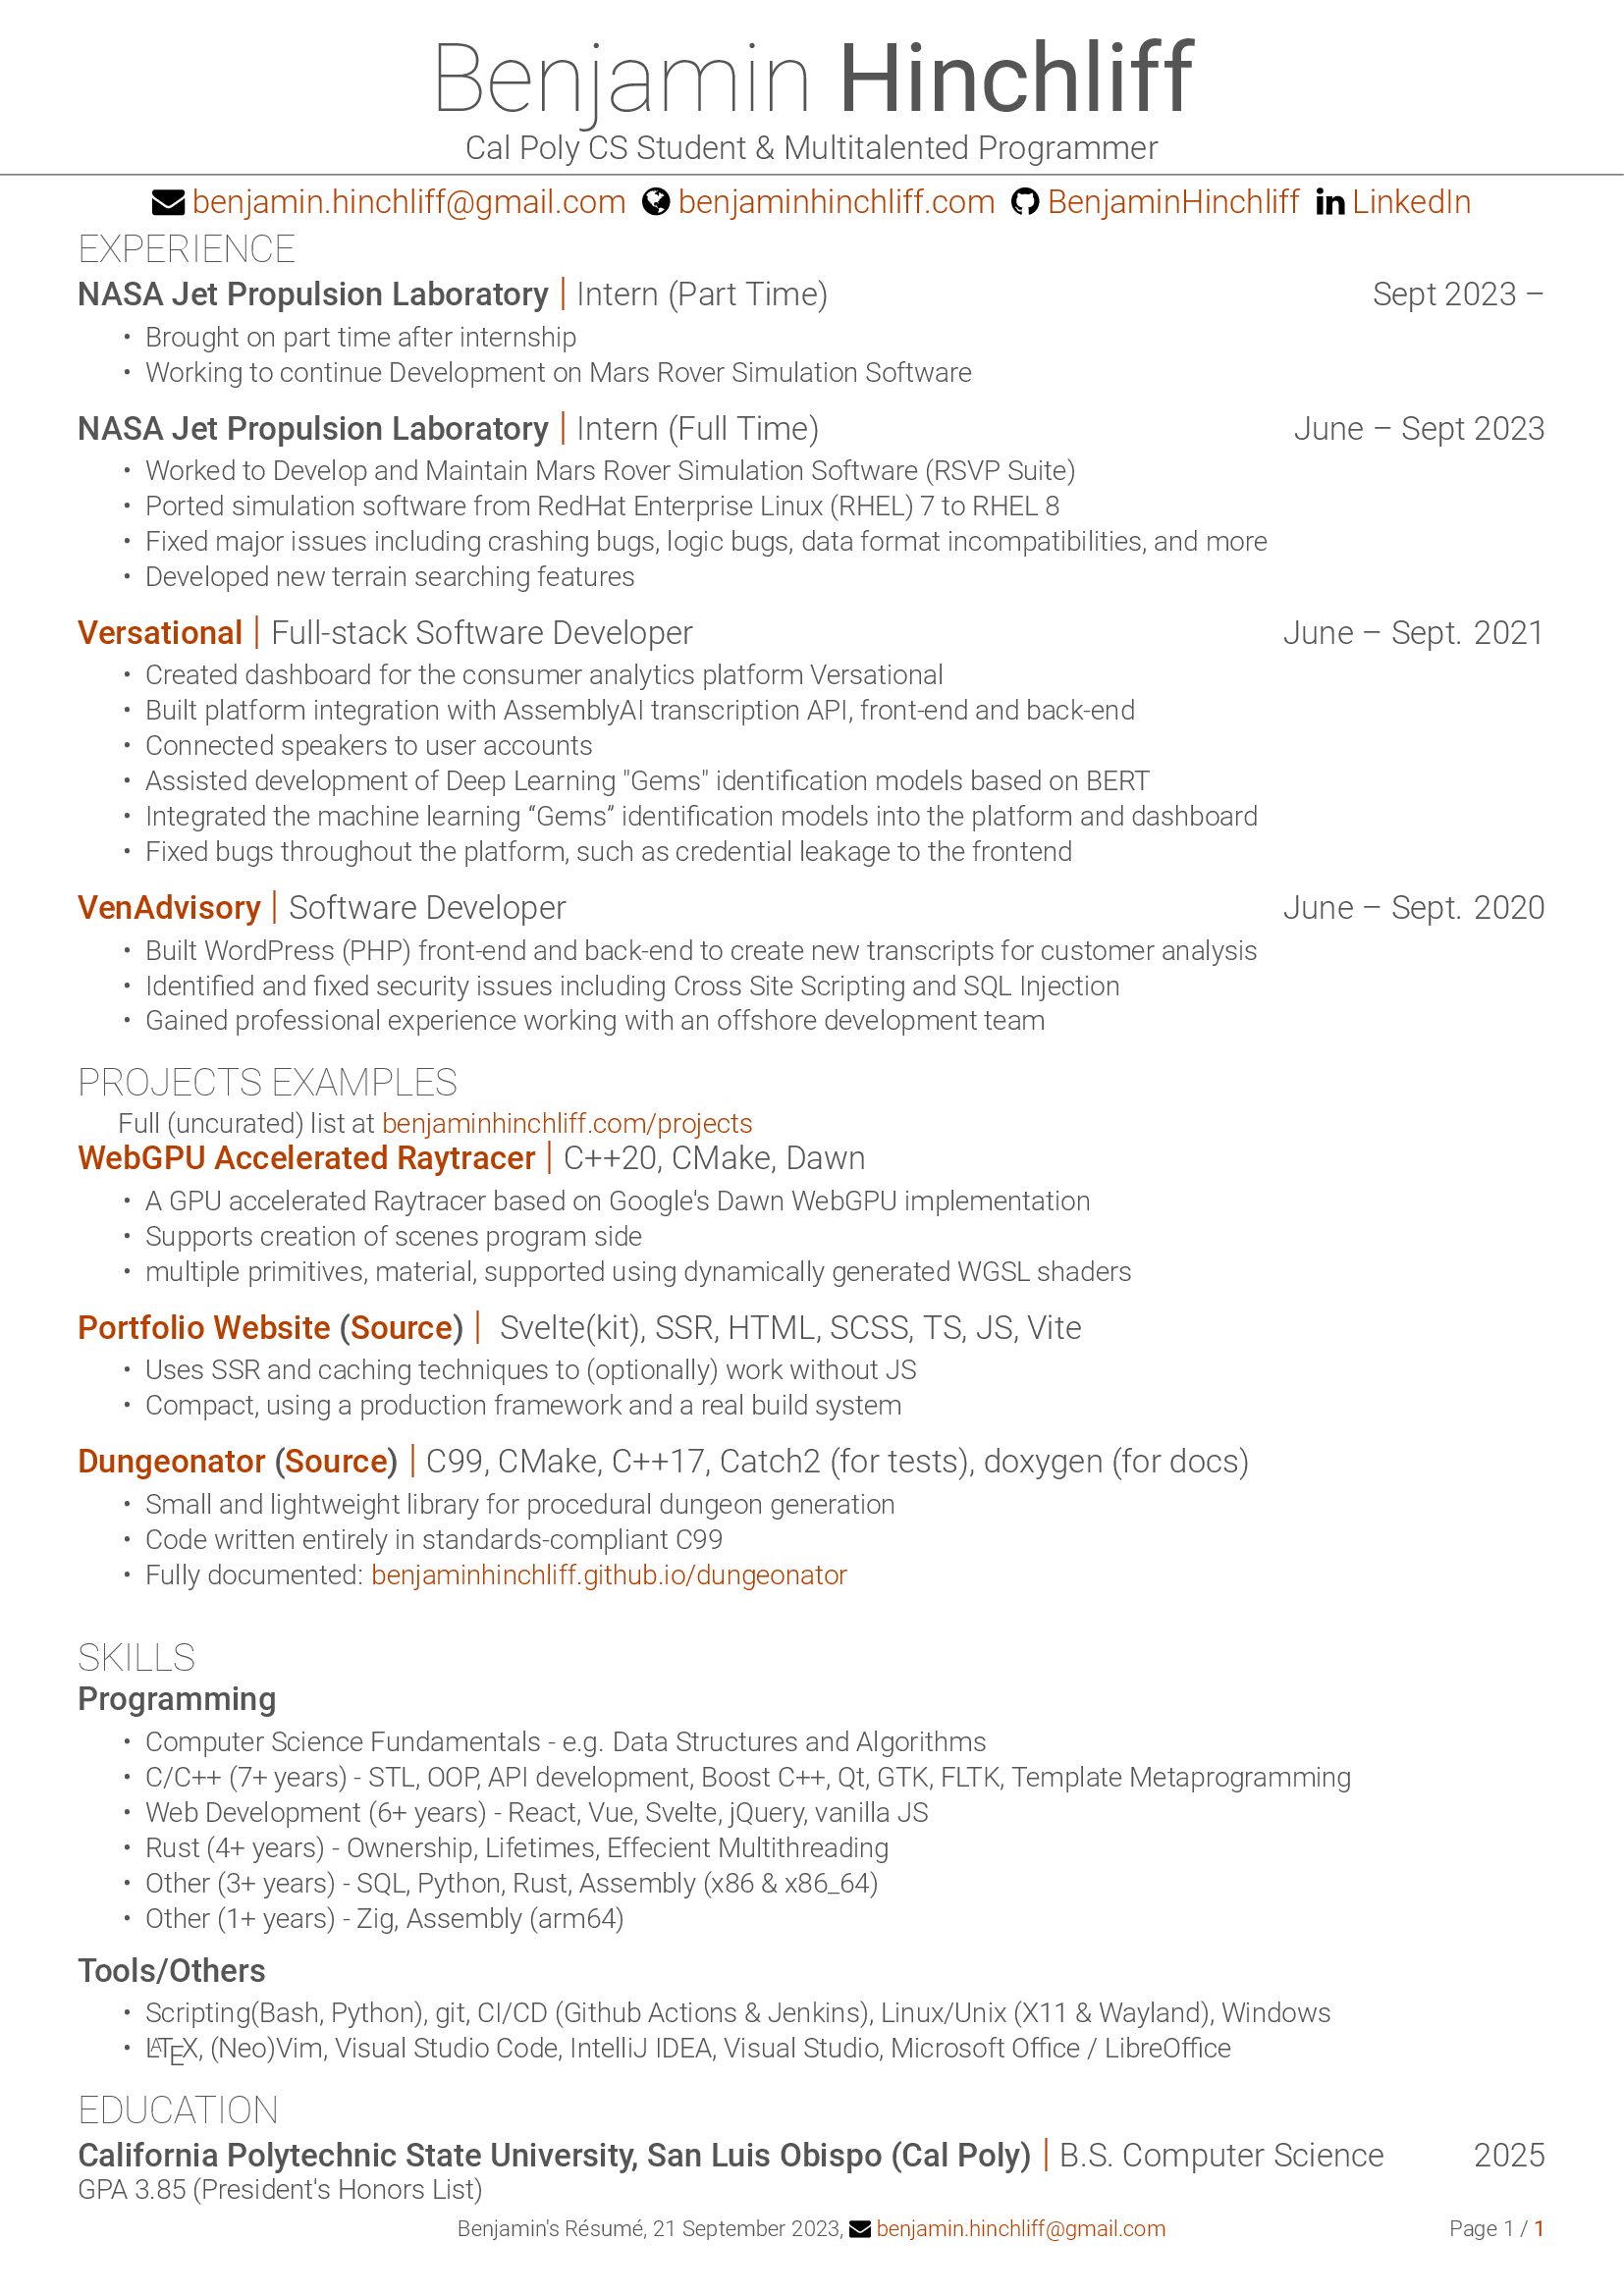 Benjamin Hinchliff
Cal Poly CS Student & Multitalented Programmer
benjamin.hinchliff@gmail.com benjaminhinchliff.com BenjaminHinchliff LinkedIn
EXPERIENCE
NASA Jet Propulsion Laboratory | Intern (Part Time) Sept 2023 –
• Brought on part time after internship
• Working to continue Development on Mars Rover Simulation Software
NASA Jet Propulsion Laboratory | Intern (Full Time) June – Sept 2023
• Worked to Develop and Maintain Mars Rover Simulation Software (RSVP Suite)
• Ported simulation software from RedHat Enterprise Linux (RHEL) 7 to RHEL 8
• Fixed major issues including crashing bugs, logic bugs, data format incompatibilities, and more
• Developed new terrain searching features
Versational | Full-stack Software Developer June – Sept. 2021
• Created dashboard for the consumer analytics platform Versational
• Built platform integration with AssemblyAI transcription API, front-end and back-end
• Connected speakers to user accounts
• Assisted development of Deep Learning "Gems" identification models based on BERT
• Integrated the machine learning “Gems” identification models into the platform and dashboard
• Fixed bugs throughout the platform, such as credential leakage to the frontend
VenAdvisory | Software Developer June – Sept. 2020
• Built WordPress (PHP) front-end and back-end to create new transcripts for customer analysis
• Identified and fixed security issues including Cross Site Scripting and SQL Injection
• Gained professional experience working with an offshore development team
PROJECTS EXAMPLES
Full (uncurated) list at benjaminhinchliff.com/projects
WebGPU Accelerated Raytracer | C++20, CMake, Dawn
• A GPU accelerated Raytracer based on Google's Dawn WebGPU implementation
• Supports creation of scenes program side
• multiple primitives, material, supported using dynamically generated WGSL shaders
Portfolio Website (Source) | Svelte(kit), SSR, HTML, SCSS, TS, JS, Vite
• Uses SSR and caching techniques to (optionally) work without JS
• Compact, using a production framework and a real build system
Dungeonator (Source) | C99, CMake, C++17, Catch2 (for tests), doxygen (for docs)
• Small and lightweight library for procedural dungeon generation
• Code written entirely in standards-compliant C99
• Fully documented: benjaminhinchliff.github.io/dungeonator
SKILLS
Programming
• Computer Science Fundamentals - e.g. Data Structures and Algorithms
• C/C++ (7+ years) - STL, OOP, API development, Boost C++, Qt, GTK, FLTK, Template Metaprogramming
• Web Development (6+ years) - React, Vue, Svelte, jQuery, vanilla JS
• Rust (4+ years) - Ownership, Lifetimes, Effecient Multithreading
• Other (3+ years) - SQL, Python, Rust, Assembly (x86 & x86_64)
• Other (1+ years) - Zig, Assembly (arm64)
Tools/Others
• Scripting(Bash, Python), git, CI/CD (Github Actions & Jenkins), Linux/Unix (X11 & Wayland), Windows
• LATEX, (Neo)Vim, Visual Studio Code, IntelliJ IDEA, Visual Studio, Microsoft Office / LibreOffice
EDUCATION
California Polytechnic State University, San Luis Obispo (Cal Poly) | B.S. Computer Science 2025
GPA 3.85 (President's Honors List)
Benjamin's Résumé, 21 September 2023, benjamin.hinchliff@gmail.com Page 1 / 1